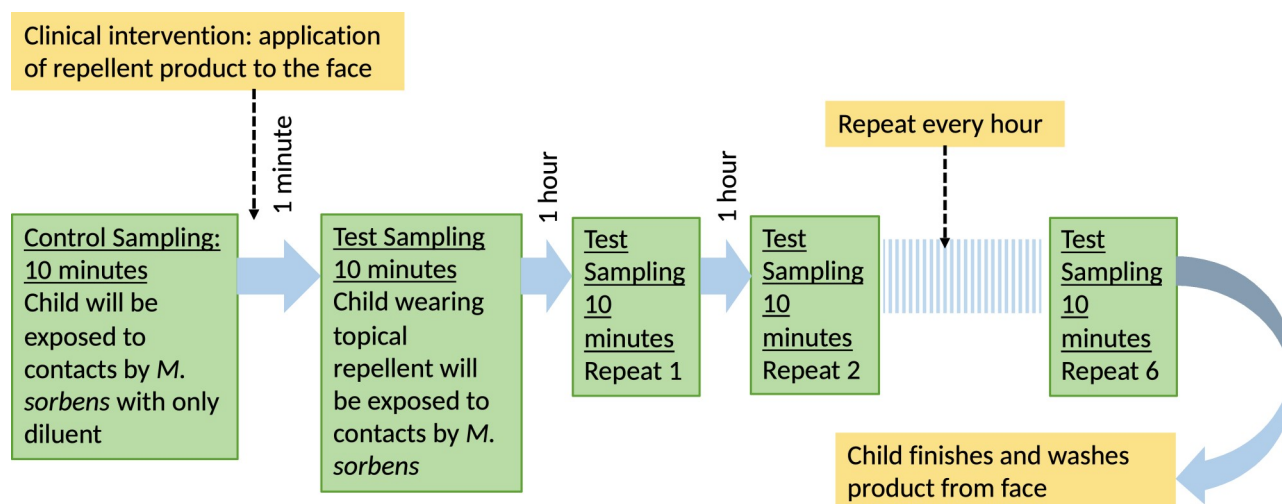 Clinical intervention: application
of repellent product to the face
1 minute
Control Sampling:
10 minutes
Child will be
exposed to
contacts by M.
sorbens with only
diluent
Test Sampling
10 minutes
Child wearing
topical
repellent will
be exposed to
contacts by M.
sorbens
1 hour
Test
Sampling
10
minutes
Repeat 1
1 hour
Test
Sampling
10
minutes
Repeat 2
Repeat every hour
Test
Sampling
10
minutes
Repeat 6
Child finishes and washes
product from face